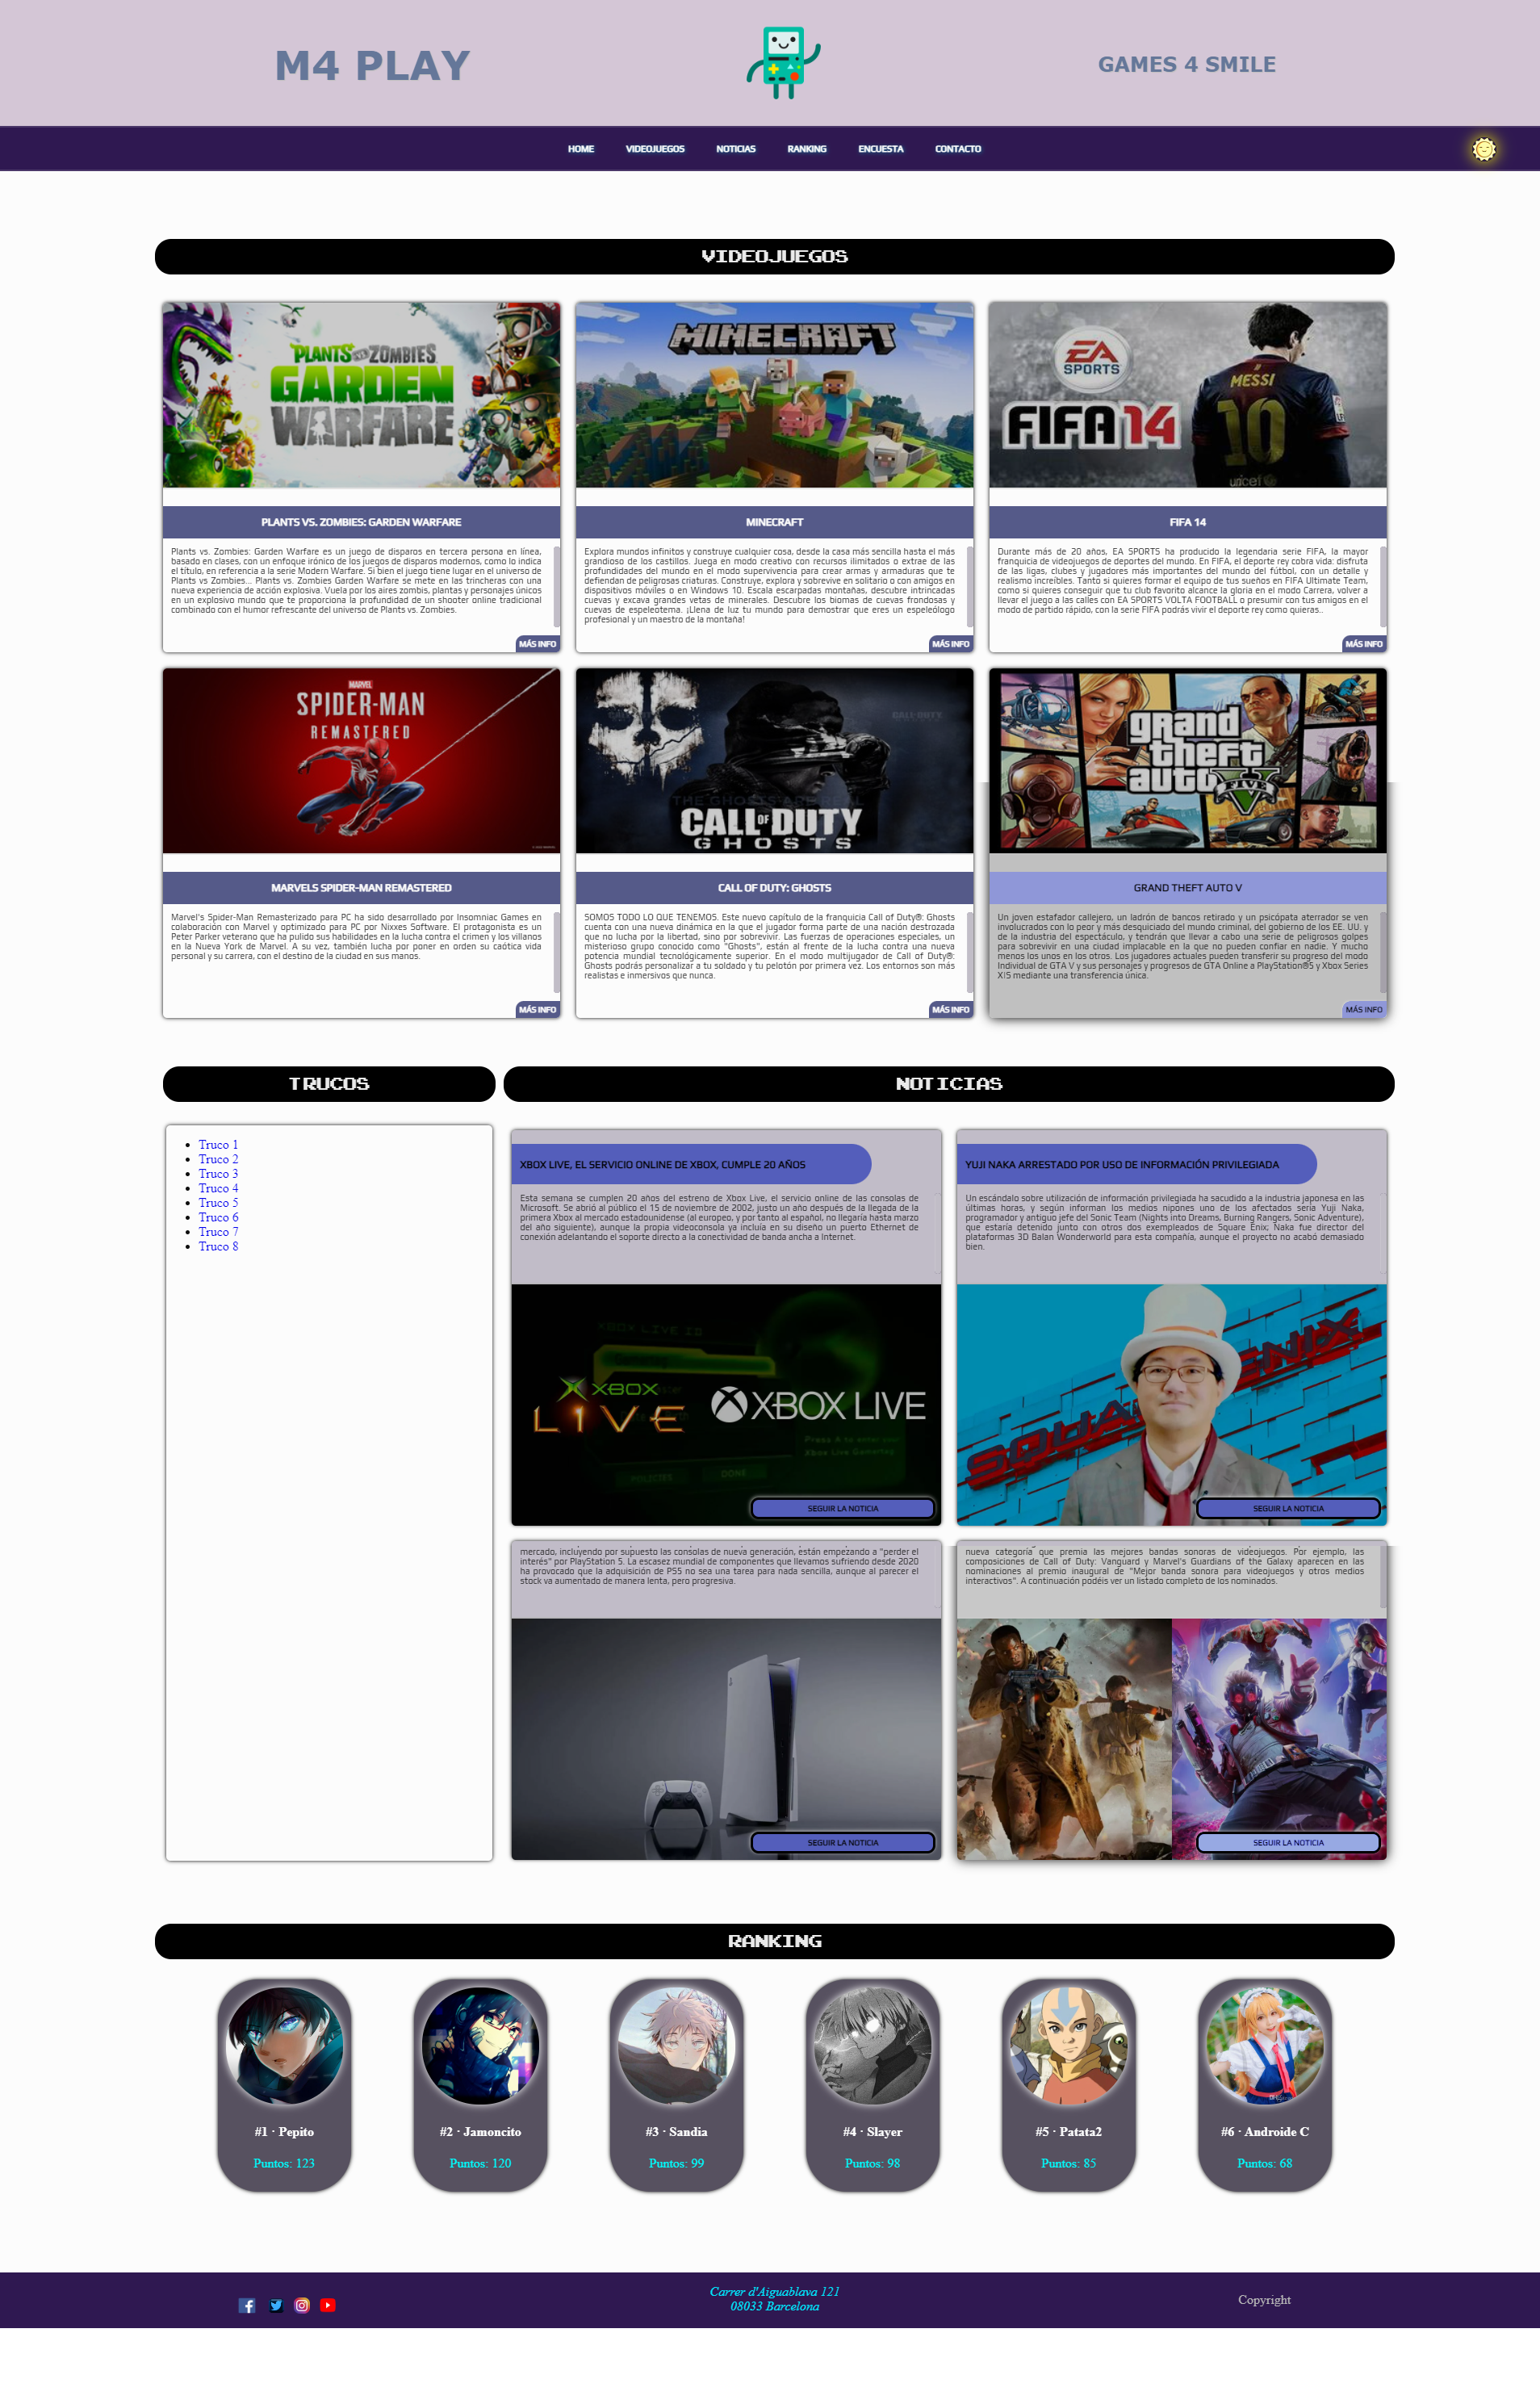 M4 PLAY
GAMES 4 SMILE
HOME
VIDEOJUEGOS
NOTICIAS
RANKING
ENCUESTA
CONTACTO
VIDEOJUEGOS
PLANTS VS. ZOMBIES
GARDEN
WARFARE
PLANTS VS. ZOMBIES: GARDEN WARFARE
Plants vs. Zombies: Garden Warfare es un juego de disparos en tercera persona en línea,
basado en clases, con un enfoque irónico de los juegos de disparos modernos, como lo indica
el título, en referencia a la serie Modern Warfare. Si bien el juego tiene lugar en el universo de
Plants vs Zombies... Plants vs. Zombies Garden Warfare se mete en las trincheras con una
nueva experiencia de acción explosiva. Vuela por los aires zombis, plantas y personajes únicos
en un explosivo mundo que te proporciona la profundidad de un shooter online tradicional
combinado con el humor refrescante del universo de Plants vs. Zombies.
MÁS INFO
MINECRAFT
MINECRAFT
Explora mundos infinitos y construye cualquier cosa, desde la casa más sencilla hasta el más
grandioso de los castillos. Juega en modo creativo con recursos ilimitados o extrae de las
profundidades del mundo en el modo supervivencia para crear armas y armaduras que te
defiendan de peligrosas criaturas. Construye, explora y sobrevive en solitario o con amigos en
dispositivos móviles o en Windows 10. Escala escarpadas montañas, descubre intrincadas
cuevas y excava grandes vetas de minerales. Descubre los biomas de cuevas frondosas y
cuevas de espeleotema. ¡Llena de luz tu mundo para demostrar que eres un espeleólogo
profesional y un maestro de la montaña!
MÁS INFO
EA
SPORTS
FIFA 14
MESSI
10
unicef
FIFA 14
Durante más de 20 años, EA SPORTS ha producido la legendaria serie FIFA, la mayor
franquicia de videojuegos de deportes del mundo. En FIFA, el deporte rey cobra vida: disfruta
de las ligas, clubes y jugadores más importantes del mundo del fútbol, con un detalle y
realismo increíbles. Tanto si quieres formar el equipo de tus sueños en FIFA Ultimate Team,
como si quieres conseguir que tu club favorito alcance la gloria en el modo Carrera, volver a
llevar el juego a las calles con EA SPORTS VOLTA FOOTBALL o presumir con tus amigos en el
modo de partido rápido, con la serie FIFA podrás vivir el deporte rey como quieras..
MÁS INFO
MARVEL
SPIDER-MAN
REMASTERED
MARVELS SPIDER-MAN REMASTERED
Marvel's Spider-Man Remasterizado para PC ha sido desarrollado por Insomniac Games en
colaboración con Marvel y optimizado para PC por Nixxes Software. El protagonista es un
Peter Parker veterano que ha pulido sus habilidades en la lucha contra el crimen y los villanos
en la Nueva York de Marvel. A su vez, también lucha por poner en orden su caótica vida
personal y su carrera, con el destino de la ciudad en sus manos.
MÁS INFO
THE GHOSTS ARE REAL
CALL OF DUTY
GHOSTS
CALL OF DUTY: GHOSTS
SOMOS TODO LO QUE TENEMOS. Este nuevo capítulo de la franquicia Call of Duty®: Ghosts
cuenta con una nueva dinámica en la que el jugador forma parte de una nación destrozada
que no lucha por la libertad, sino por sobrevivir. Las fuerzas de operaciones especiales, un
misterioso grupo conocido como "Ghosts", están al frente de la lucha contra una nueva
potencia mundial tecnológicamente superior. En el modo multijugador de Call of Duty®:
Ghosts podrás personalizar a tu soldado y tu pelotón por primera vez. Los entornos son más
realistas e inmersivos que nunca.
MÁS INFO
grand
theft
auto V
FIVE
GRAND THEFT AUTO V
Un joven estafador callejero, un ladrón de bancos retirado y un psicópata aterrador se ven
involucrados con lo peor y más desquiciado del mundo criminal, del gobierno de los EE. UU. y
de la industria del espectáculo, y tendrán que llevar a cabo una serie de peligrosos golpes
para sobrevivir en una ciudad implacable en la que no pueden confiar en nadie. Y mucho
menos los unos en los otros. Los jugadores actuales pueden transferir su progreso del modo
Individual de GTA V y sus personajes y progresos de GTA Online a PlayStation®5 y Xbox Series
X|S mediante una transferencia única.
MÁS INFO
TRUCOS
Truco 1
Truco 2
Truco 3
Truco 4
Truco 5
Truco 6
Truco 7
Truco 8
NOTICIAS
XBOX LIVE, EL SERVICIO ONLINE DE XBOX, CUMPLE 20 AÑOS
Esta semana se cumplen 20 años del estreno de Xbox Live, el servicio online de las consolas de
Microsoft. Se abrió al público el 15 de noviembre de 2002, justo un año después de la llegada de la
primera Xbox al mercado estadounidense (al europeo, y por tanto al español, no llegaría hasta marzo
del año siguiente), aunque la propia videoconsola ya incluía en su diseño un puerto Ethernet de
conexión adelantando el soporte directo a la conectividad de banda ancha a Internet.
XBOX LIVE ID
XBOX
LIVE
XBOX LIVE
Press A to enter your
Xbox Live Gamertag
POLICIES
DONE
SEGUIR LA NOTICIA
YUJI NAKA ARRESTADO POR USO DE INFORMACIÓN PRIVILEGIADA
Un escándalo sobre utilización de información privilegiada ha sacudido a la industria japonesa en las
últimas horas, y según informan los medios nipones uno de los afectados sería Yuji Naka,
programador y antiguo jefe del Sonic Team (Nights into Dreams, Burning Rangers, Sonic Adventure),
que estaría detenido junto con otros dos exempleados de Square Enix; Naka fue director del
plataformas 3D Balan Wonderworld para esta compañía, aunque el proyecto no acabó demasiado
bien.
SEGUIR LA NOTICIA
mercado, incluyendo por supuesto las consolas de nueva generación, están empezando a "perder el
interés" por PlayStation 5. La escasez mundial de componentes que llevamos sufriendo desde 2020
ha provocado que la adquisición de PS5 no sea una tarea para nada sencilla, aunque al parecer el
stock va aumentado de manera lenta, pero progresiva.
SEGUIR LA NOTICIA
nueva categoría que premia las mejores bandas sonoras de videojuegos. Por ejemplo, las
composiciones de Call of Duty: Vanguard y Marvel's Guardians of the Galaxy aparecen en las
nominaciones al premio inaugural de "Mejor banda sonora para videojuegos y otros medios
interactivos". A continuación podéis ver un listado completo de los nominados.
SEGUIR LA NOTICIA
RANKING
#1 · Pepito
Puntos: 123
#2 · Jamoncito
Puntos: 120
#3 · Sandia
Puntos: 99
#4 · Slayer
Puntos: 98
#5 · Patata2
Puntos: 85
#6 · Androide C
Puntos: 68
Carrer d'Aiguablava 121
08033 Barcelona
Copyright